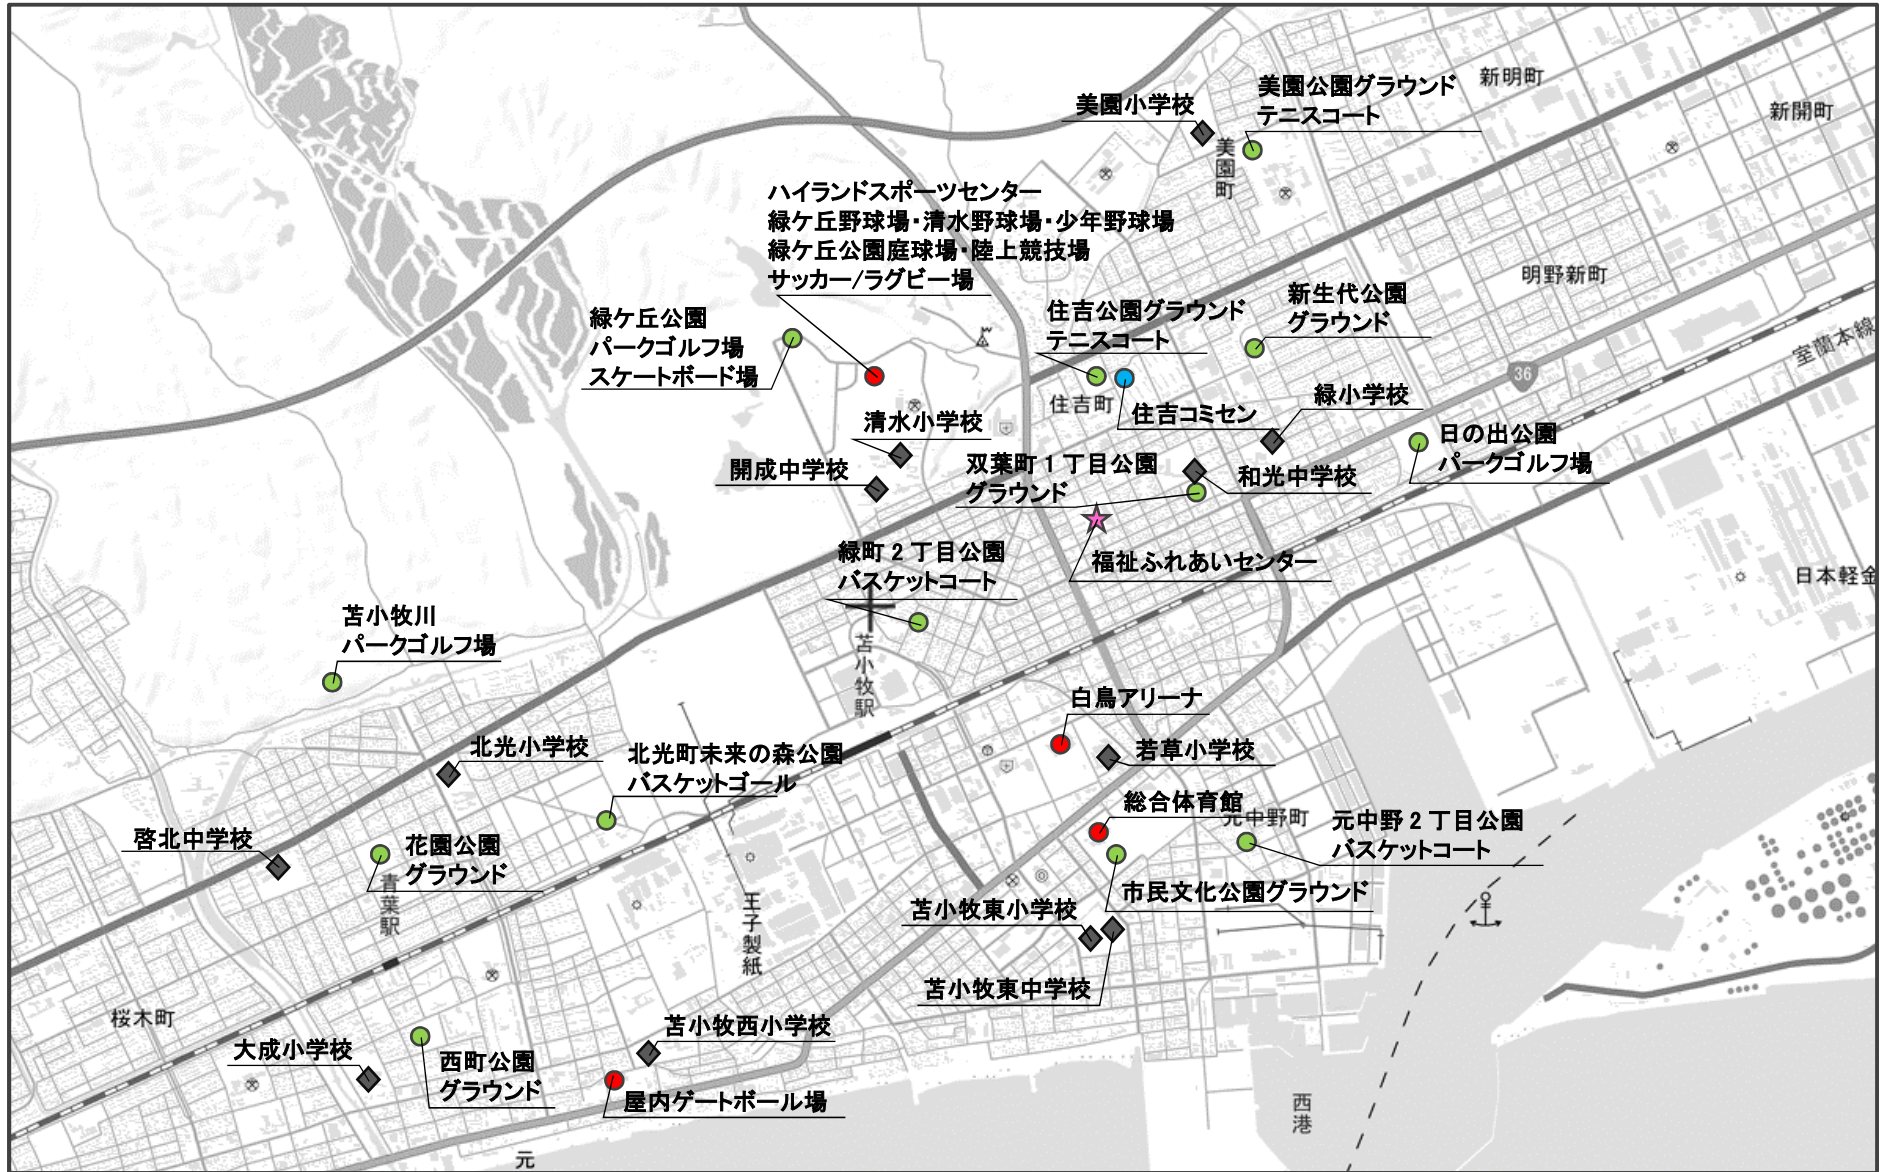 新明町
美園公園グラウンド
テニスコート
美園小学校
新開町
美園町
ハイランドスポーツセンター
緑ケ丘野球場・清水野球場・少年野球場
緑ケ丘公園庭球場・陸上競技場
サッカー/ラグビー場
明野新町
新生代公園
グラウンド
住吉公園グラウンド
テニスコート
緑ケ丘公園
パークゴルフ場
スケートボード場
室蘭本線
36
住吉町
住吉コミセン
緑小学校
清水小学校
日の出公園
パークゴルフ場
開成中学校
双葉町1丁目公園
グラウンド
和光中学校
緑町2丁目公園
バスケットコート
福祉ふれあいセンター
日本軽金
苫小牧川
パークゴルフ場
苫小牧駅
白鳥アリーナ
北光小学校
北光町未来の森公園
バスケットゴール
若草小学校
総合体育館
元中野町
元中野2丁目公園
バスケットコート
啓北中学校
花園公園
グラウンド
青葉駅
王子製紙
市民文化公園グラウンド
苫小牧東小学校
苫小牧東中学校
桜木町
苫小牧西小学校
大成小学校
西町公園
グラウンド
屋内ゲートボール場
西港
元